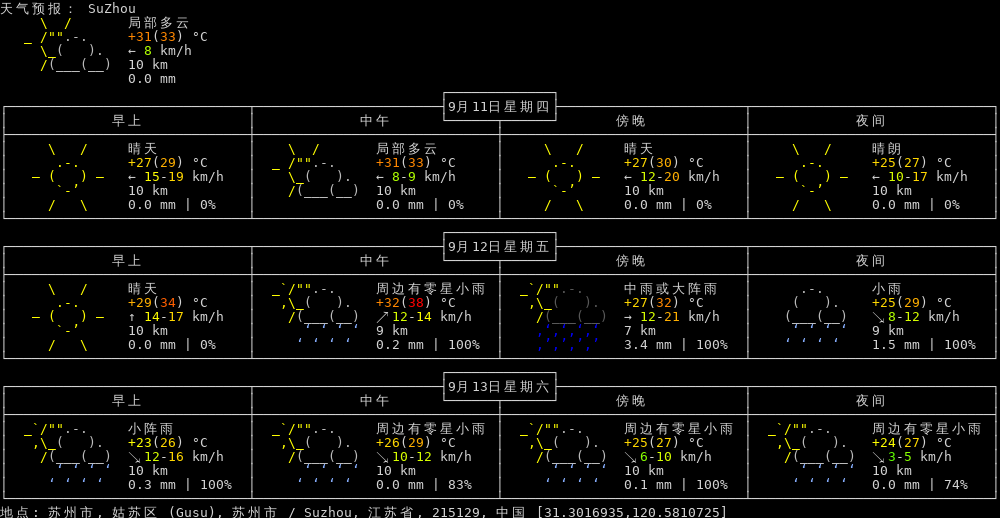 天气预报: SuZhou
局部多云
+31(33) °C
← 8 km/h
10 km
0.0 mm
9月11日星期四
早上 中午 傍晚 夜间
晴天 局部多云 晴天 晴朗
+27(29) °C +31(33) °C +27(30) °C +25(27) °C
← 15-19 km/h ← 8-9 km/h ← 12-20 km/h ← 10-17 km/h
10 km 10 km 10 km 10 km
0.0 mm | 0% 0.0 mm | 0% 0.0 mm | 0% 0.0 mm | 0%
9月12日星期五
早上 中午 傍晚 夜间
晴天 周边有零星小雨 中雨或大阵雨 小雨
+29(34) °C +32(38) °C +27(32) °C +25(29) °C
↑ 14-17 km/h ↗ 12-14 km/h → 12-21 km/h ↘ 8-12 km/h
10 km 9 km 7 km 9 km
0.0 mm | 0% 0.2 mm | 100% 3.4 mm | 100% 1.5 mm | 100%
9月13日星期六
早上 中午 傍晚 夜间
小阵雨 周边有零星小雨 周边有零星小雨 周边有零星小雨
+23(26) °C +26(29) °C +25(27) °C +24(27) °C
↘ 12-16 km/h ↘ 10-12 km/h ↘ 6-10 km/h ↘ 3-5 km/h
10 km 10 km 10 km 10 km
0.3 mm | 100% 0.0 mm | 83% 0.1 mm | 100% 0.0 mm | 74%
地点: 苏州市, 姑苏区 (Gusu), 苏州市 / Suzhou, 江苏省, 215129, 中国 [31.3016935,120.5810725]